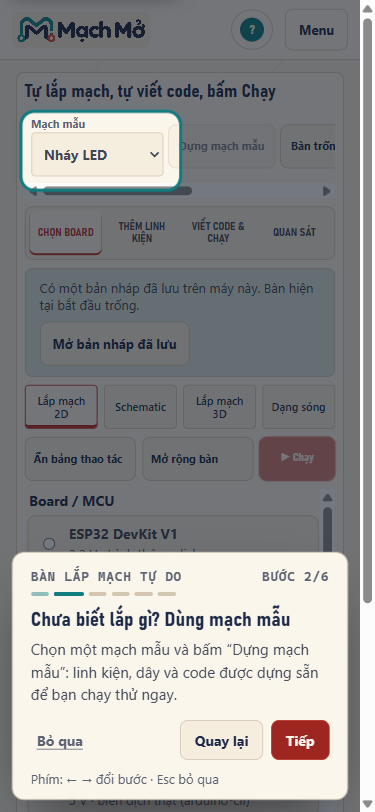 Mạch Mở
?
Menu
Tự lắp mạch, tự viết code, bấm Chạy
Mạch mẫu
Nháy LED
Dựng mạch mẫu
Bàn trốn
CHỌN BOARD
THÊM LINH
KIỆN
VIẾT CODE &
CHẠY
QUAN SÁT
Có một bản nháp đã lưu trên máy này. Bàn hiện
tại bắt đầu trống.
Mở bản nháp đã lưu
Lắp mạch
2D
Schematic
Lắp mạch
3D
Dạng sóng
Ẩn bảng thao tác
Mở rộng bàn
▶ Chạy
Board / MCU
ESP32 DevKit V1
BÀN LẮP MẠCH TỰ DO
BƯỚC 2/6
Chưa biết lắp gì? Dùng mạch mẫu
Chọn một mạch mẫu và bấm “Dựng mạch
mẫu”: linh kiện, dây và code được dựng sẵn
để bạn chạy thử ngay.
Bỏ qua
Quay lại
Tiếp
Phím: ← → đổi bước · Esc bỏ qua